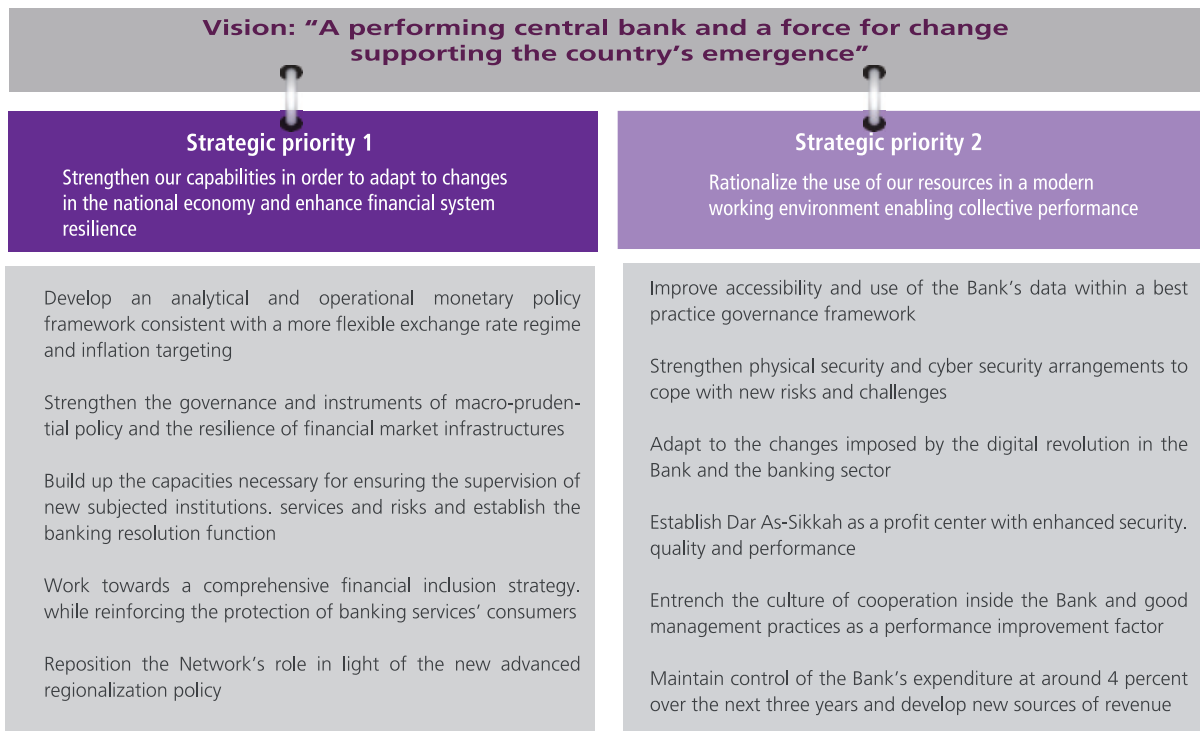 Vision: “A performing central bank and a force for change
supporting the country’s emergence”
Strategic priority 1
Strengthen our capabilities in order to adapt to changes
in the national economy and enhance financial system
resilience
Develop an analytical and operational monetary policy
framework consistent with a more flexible exchange rate regime
and inflation targeting
Strengthen the governance and instruments of macro-pruden-
tial policy and the resilience of financial market infrastructures
Build up the capacities necessary for ensuring the supervision of
new subjected institutions. services and risks and establish the
banking resolution function
Work towards a comprehensive financial inclusion strategy.
while reinforcing the protection of banking services’ consumers
Reposition the Network’s role in light of the new advanced
regionalization policy
Strategic priority 2
Rationalize the use of our resources in a modern
working environment enabling collective performance
Improve accessibility and use of the Bank’s data within a best
practice governance framework
Strengthen physical security and cyber security arrangements to
cope with new risks and challenges
Adapt to the changes imposed by the digital revolution in the
Bank and the banking sector
Establish Dar As-Sikkah as a profit center with enhanced security.
quality and performance
Entrench the culture of cooperation inside the Bank and good
management practices as a performance improvement factor
Maintain control of the Bank’s expenditure at around 4 percent
over the next three years and develop new sources of revenue